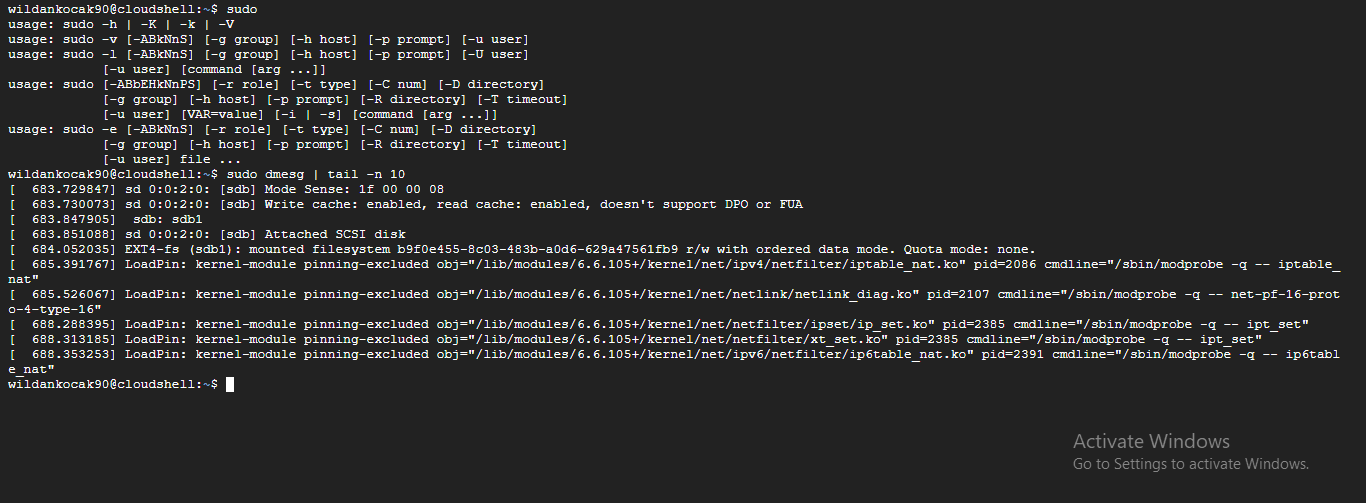 wildankocak90@cloudshell:~$ sudo
usage: sudo -h | -K | -k | -V
usage: sudo -v [-ABkNnS] [-g group] [-h host] [-p prompt] [-u user]
usage: sudo -l [-ABkNnS] [-g group] [-h host] [-p prompt] [-U user]
            [-u user] [command [arg ...]]
usage: sudo [-ABbEHkNnPS] [-r role] [-t type] [-C num] [-D directory]
            [-g group] [-h host] [-p prompt] [-R directory] [-T timeout]
            [-u user] [VAR=value] [-i | -s] [command [arg ...]]
usage: sudo -e [-ABkNnS] [-r role] [-t type] [-C num] [-D directory]
            [-g group] [-h host] [-p prompt] [-R directory] [-T timeout]
            [-u user] file ...
wildankocak90@cloudshell:~$ sudo dmesg | tail -n 10
[  683.729847] sd 0:0:2:0: [sdb] Mode Sense: 1f 00 00 08
[  683.730073] sd 0:0:2:0: [sdb] Write cache: enabled, read cache: enabled, doesn't support DPO or FUA
[  683.847905]  sdb: sdb1
[  683.851088] sd 0:0:2:0: [sdb] Attached SCSI disk
[  684.052035] EXT4-fs (sdb1): mounted filesystem b9f0e455-8c03-483b-a0d6-629a47561fb9 r/w with ordered data mode. Quota mode: none.
[  685.391767] LoadPin: kernel-module pinning-excluded obj="/lib/modules/6.6.105+/kernel/net/ipv4/netfilter/iptable_nat.ko" pid=2086 cmdline="/sbin/modprobe -q -- iptable_
nat"
[  685.526067] LoadPin: kernel-module pinning-excluded obj="/lib/modules/6.6.105+/kernel/net/netlink/netlink_diag.ko" pid=2107 cmdline="/sbin/modprobe -q -- net-pf-16-prot
o-4-type-16"
[  688.288395] LoadPin: kernel-module pinning-excluded obj="/lib/modules/6.6.105+/kernel/net/netfilter/ipset/ip_set.ko" pid=2385 cmdline="/sbin/modprobe -q -- ipt_set"
[  688.313185] LoadPin: kernel-module pinning-excluded obj="/lib/modules/6.6.105+/kernel/net/netfilter/xt_set.ko" pid=2385 cmdline="/sbin/modprobe -q -- ipt_set"
[  688.353253] LoadPin: kernel-module pinning-excluded obj="/lib/modules/6.6.105+/kernel/net/ipv6/netfilter/ip6table_nat.ko" pid=2391 cmdline="/sbin/modprobe -q -- ip6tabl
e_nat"
wildankocak90@cloudshell:~$
Activate Windows
Go to Settings to activate Windows.